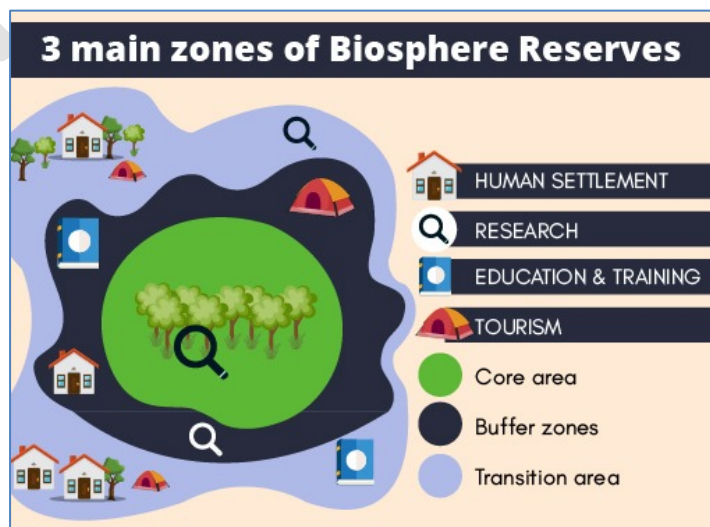 3 main zones of Biosphere Reserves
HUMAN SETTLEMENT
RESEARCH
EDUCATION & TRAINING
TOURISM
Core area
Buffer zones
Transition area